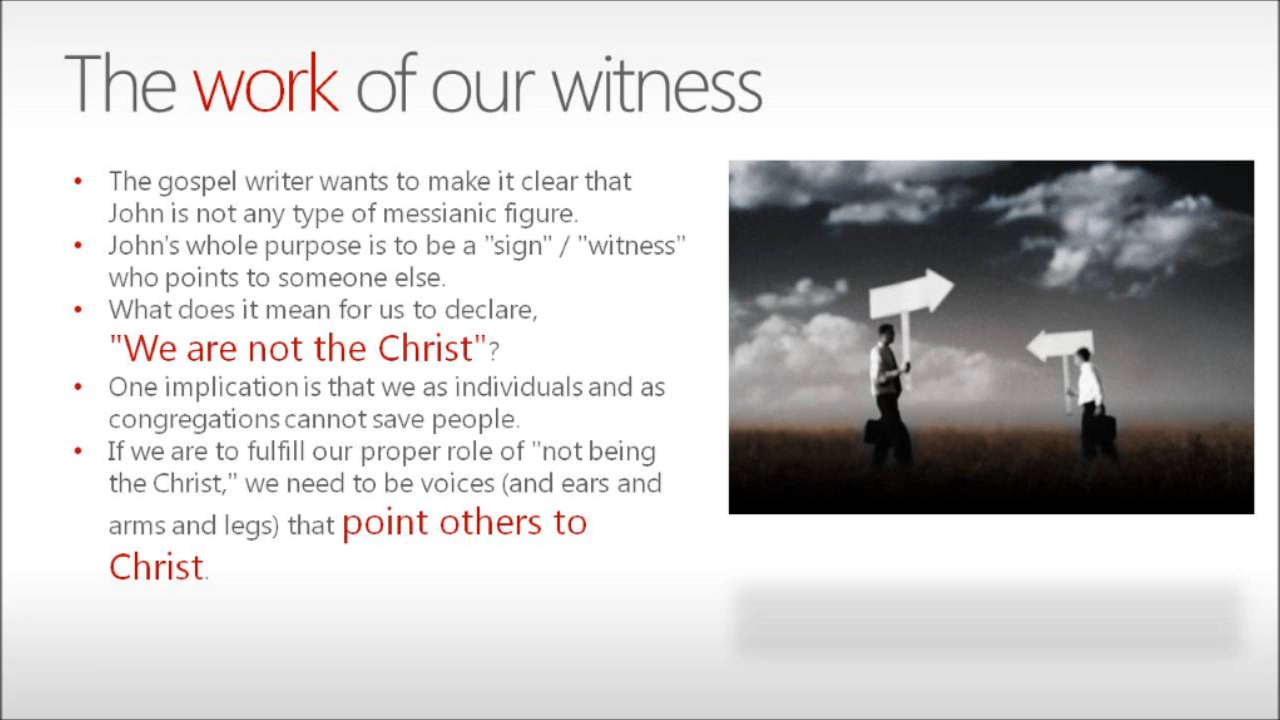 The work of our witness
• The gospel writer wants to make it clear that
John is not any type of messianic figure.
• John's whole purpose is to be a "sign" / "witness"
who points to someone else.
• What does it mean for us to declare,
"We are not the Christ"?
• One implication is that we as individuals and as
congregations cannot save people.
• If we are to fulfill our proper role of "not being
the Christ," we need to be voices (and ears and
arms and legs) that point others to
Christ.